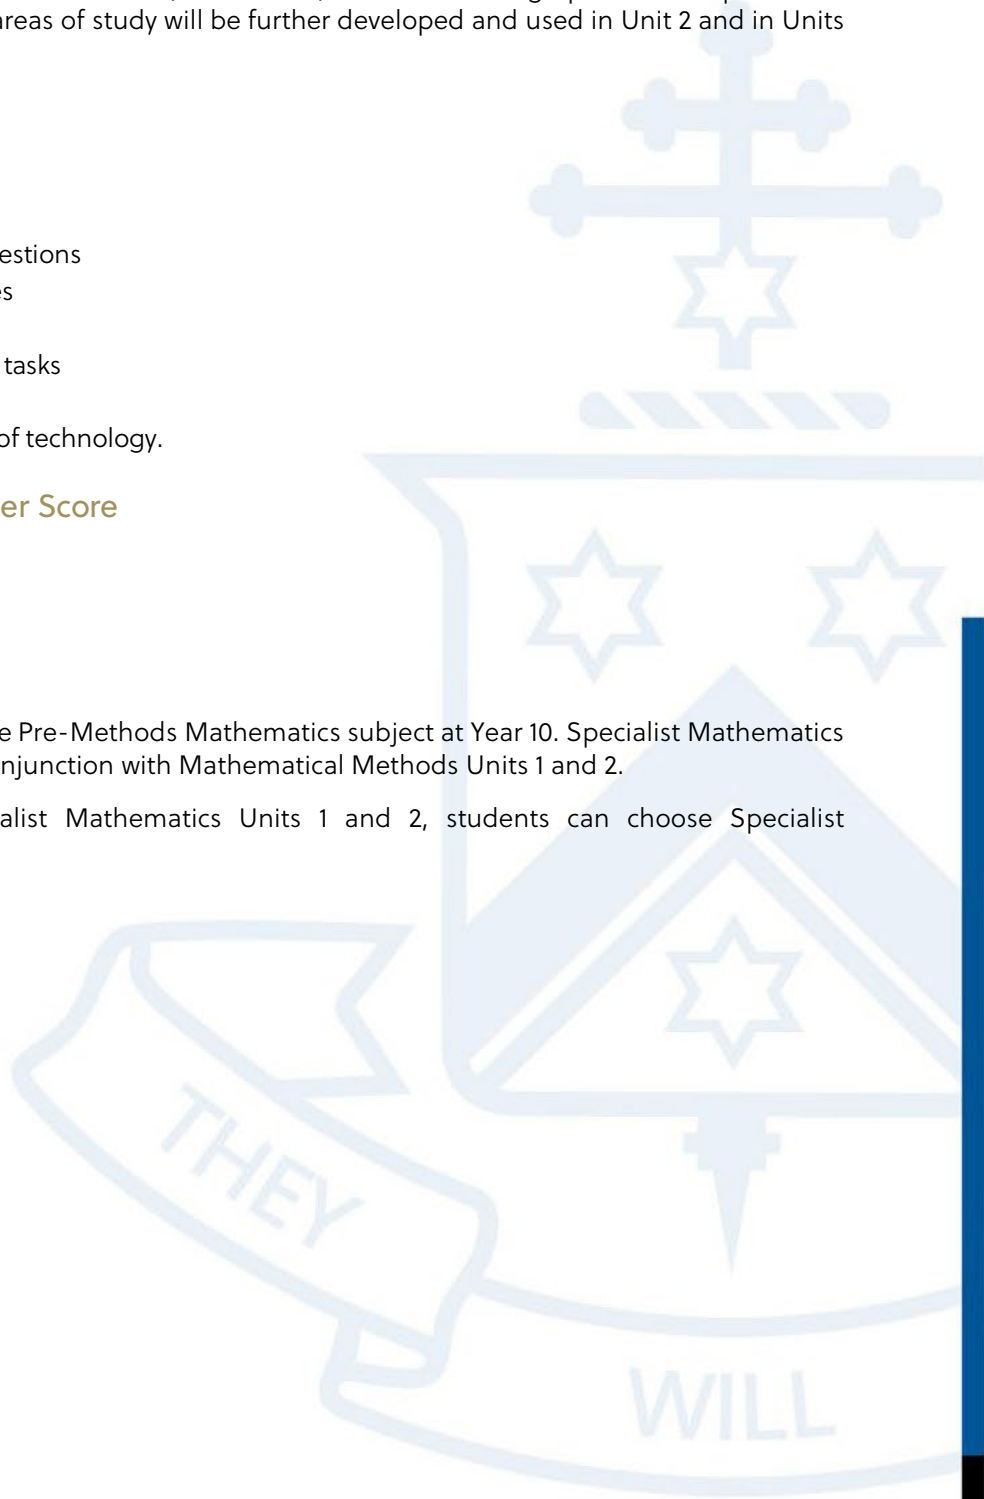 areas of study will be further developed and used in Unit 2 and in Units
estions
es
tasks
of technology.
er Score
e Pre-Methods Mathematics subject at Year 10. Specialist Mathematics
njunction with Mathematical Methods Units 1 and 2.
alist Mathematics Units 1 and 2, students can choose Specialist
THEY
WILL